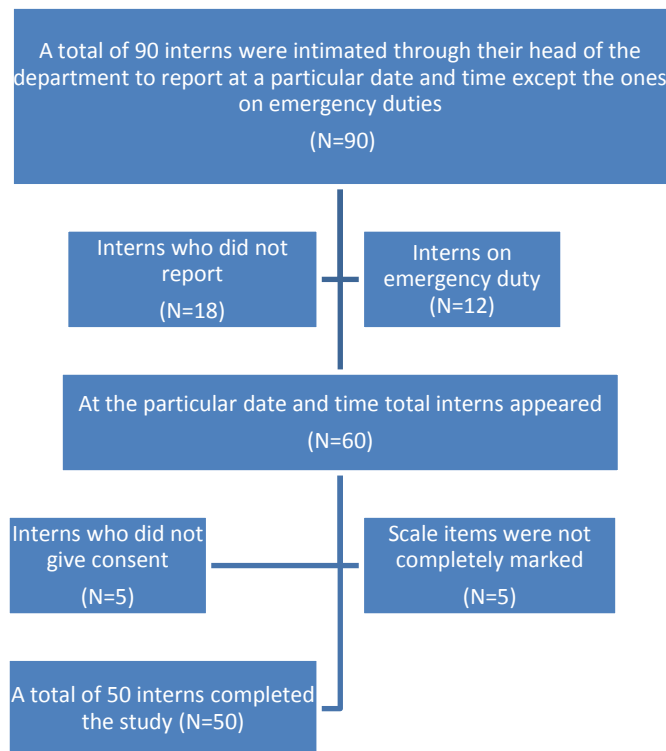 A total of 90 interns were intimated through their head of the
department to report at a particular date and time except the ones
on emergency duties
(N=90)
Interns who did not
report
(N=18)
Interns on
emergency duty
(N=12)
At the particular date and time total interns appeared
(N=60)
Interns who did not
give consent
(N=5)
Scale items were not
completely marked
(N=5)
A total of 50 interns completed
the study (N=50)